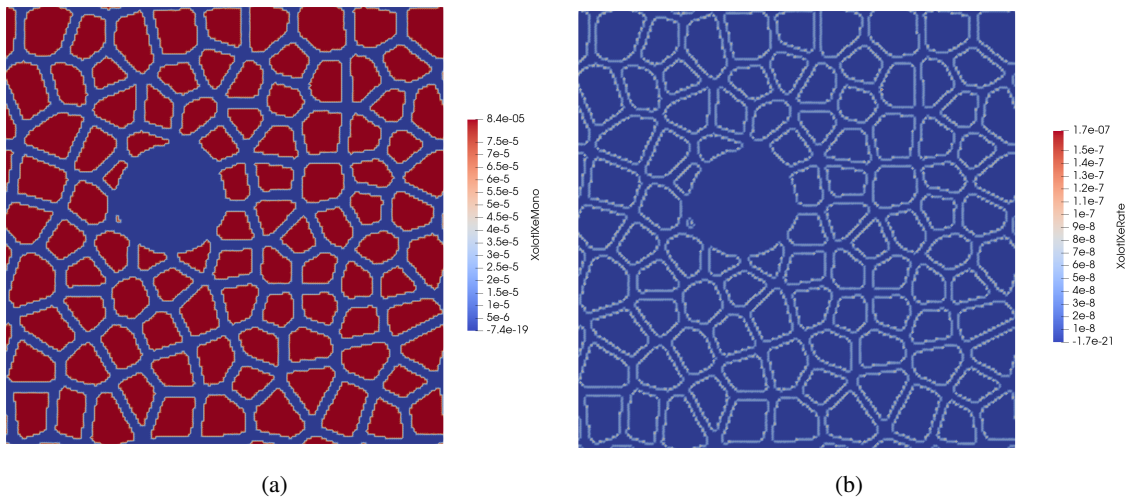 8.4e-05
7.5e-5
7e-5
6.5e-5
6e-5
5.5e-5
5e-5
4.5e-5
4e-5
3.5e-5
3e-5
2.5e-5
2e-5
1.5e-5
1e-5
5e-6
-7.4e-19
XolotlXeMono
1.7e-07
1.5e-7
1.4e-7
1.3e-7
1.2e-7
1.1e-7
1e-7
9e-8
8e-8
7e-8
6e-8
5e-8
4e-8
3e-8
2e-8
1e-8
-1.7e-21
XolotlXeRate
(a)
(b)